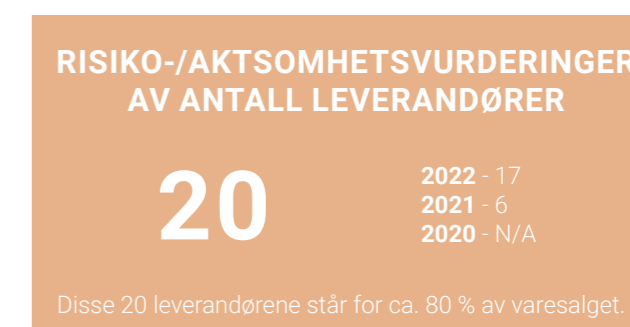 RISIKO-/AKTSOMHETSVURDERINGER
AV ANTALL LEVERANDØRER
20
2022 - 17
2021 - 6
2020 - N/A
Disse 20 leverandørene står for ca. 80 % av varesalget.